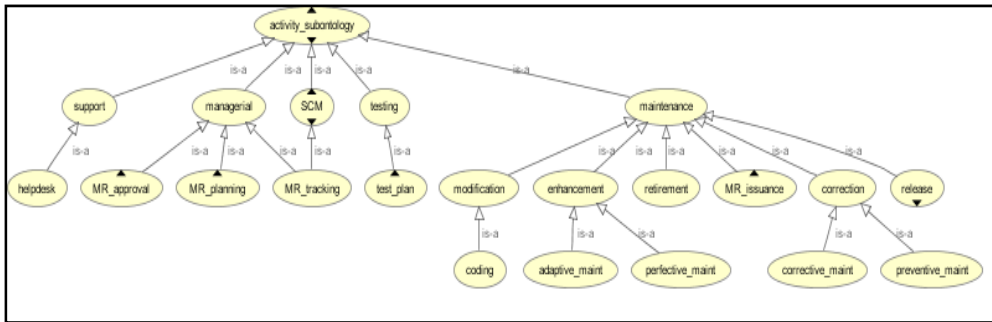 activity_subontology
is-a is-a is-a is-a is-a
support managerial SCM testing maintenance
is-a is-a is-a is-a is-a is-a is-a is-a is-a is-a
helpdesk MR_approval MR_planning MR_tracking test_plan modification enhancement retirement MR_issuance correction release
is-a is-a is-a is-a is-a
coding adaptive_maint perfective_maint corrective_maint preventive_maint